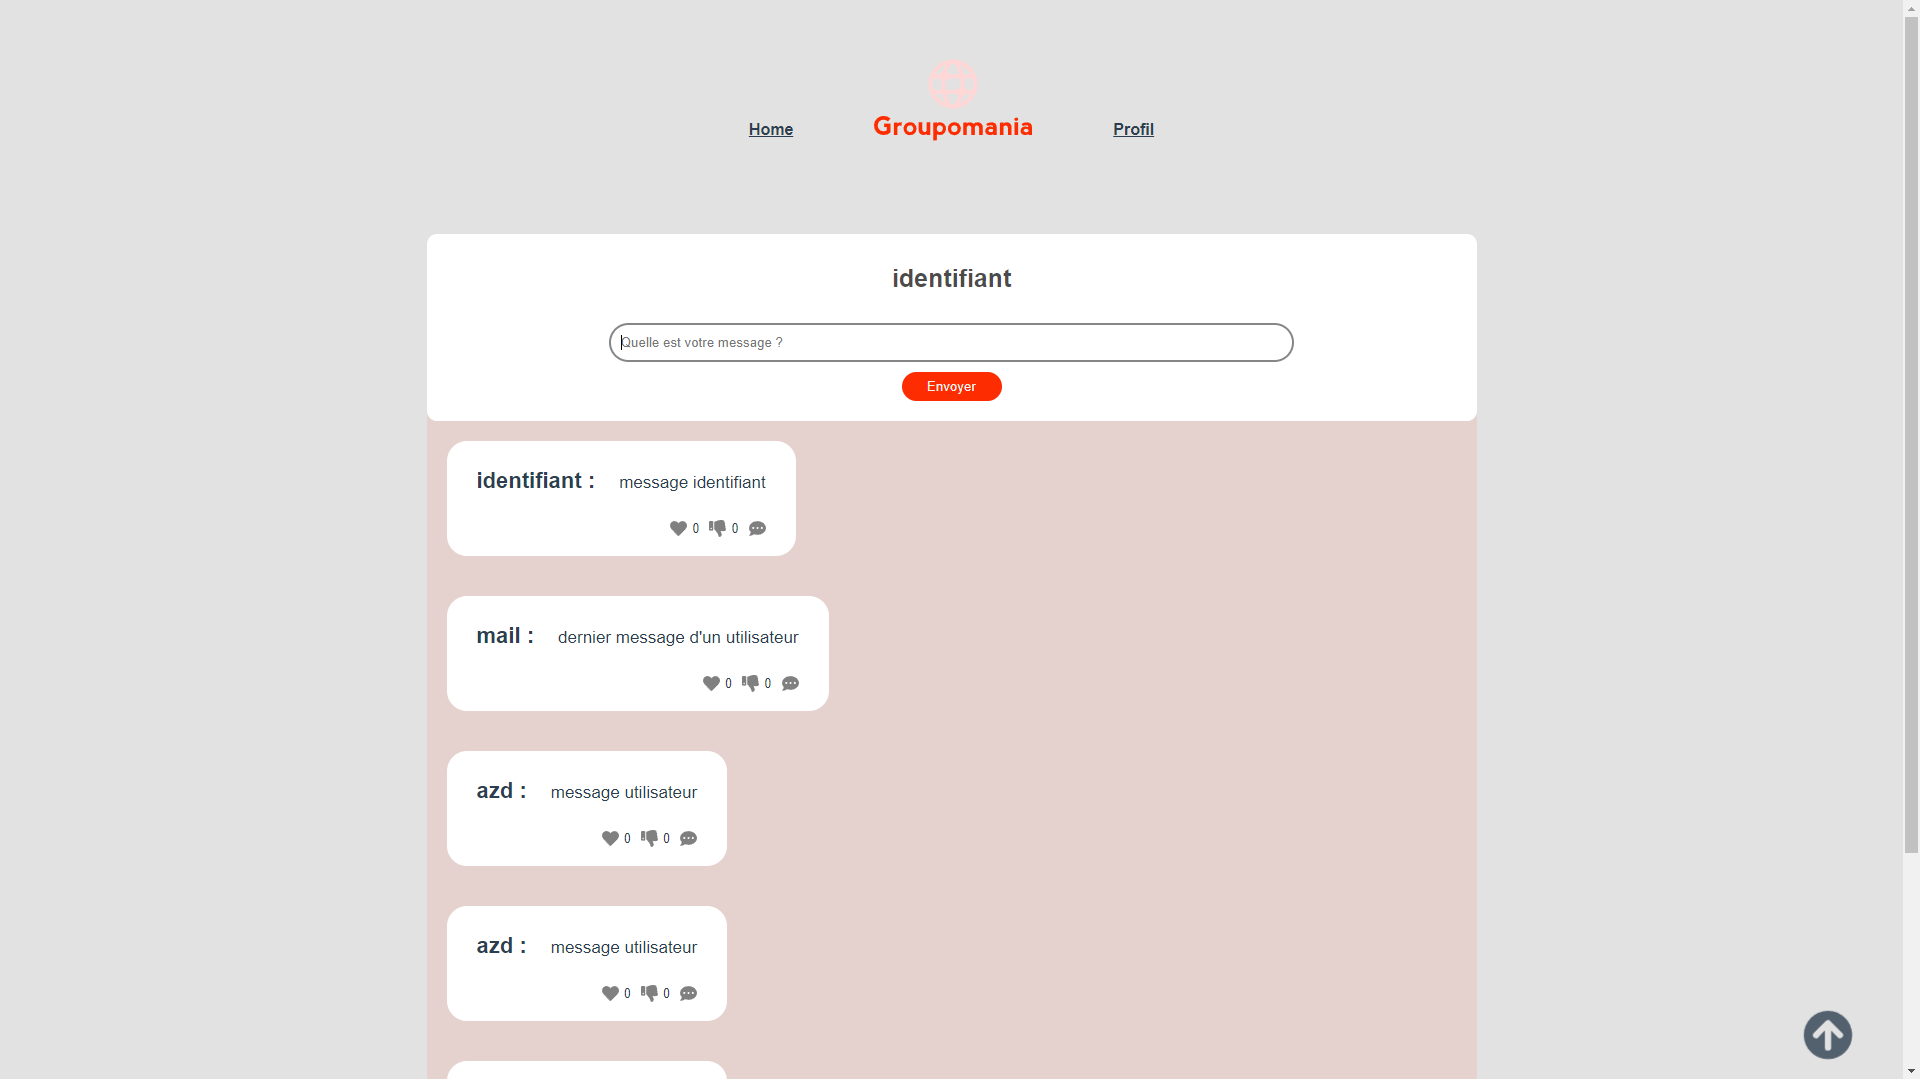 Home
Groupomania
Profil
identifiant
Quelle est votre message ?
Envoyer
identifiant : message identifiant
0 0
mail : dernier message d'un utilisateur
0 0
azd : message utilisateur
0 0
azd : message utilisateur
0 0